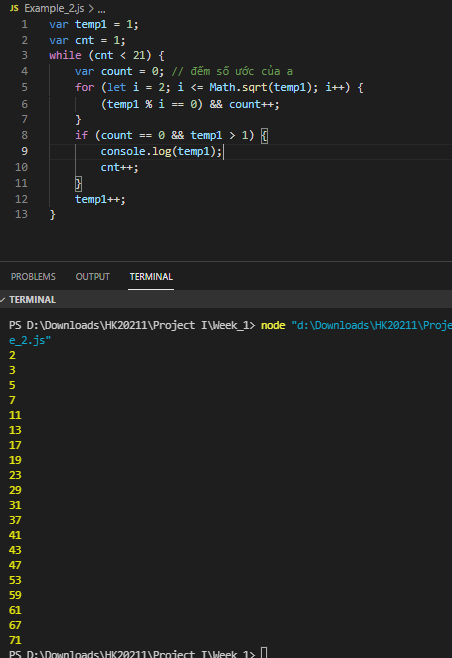 JS Example_2.js > ...
1 var temp1 = 1;
2 var cnt = 1;
3 while (cnt < 21) {
4     var count = 0; // đếm số ước của a
5     for (let i = 2; i <= Math.sqrt(temp1); i++) {
6         (temp1 % i == 0) && count++;
7     }
8     if (count == 0 && temp1 > 1) {
9         console.log(temp1);
10         cnt++;
11     }
12     temp1++;
13 }
PROBLEMS OUTPUT TERMINAL
TERMINAL
PS D:\Downloads\HK20211\Project I\Week_1> node "d:\Downloads\HK20211\Proje
e_2.js"
2
3
5
7
11
13
17
19
23
29
31
37
41
43
47
53
59
61
67
71
PS D:\Downloads\HK20211\Project I\Week_1>